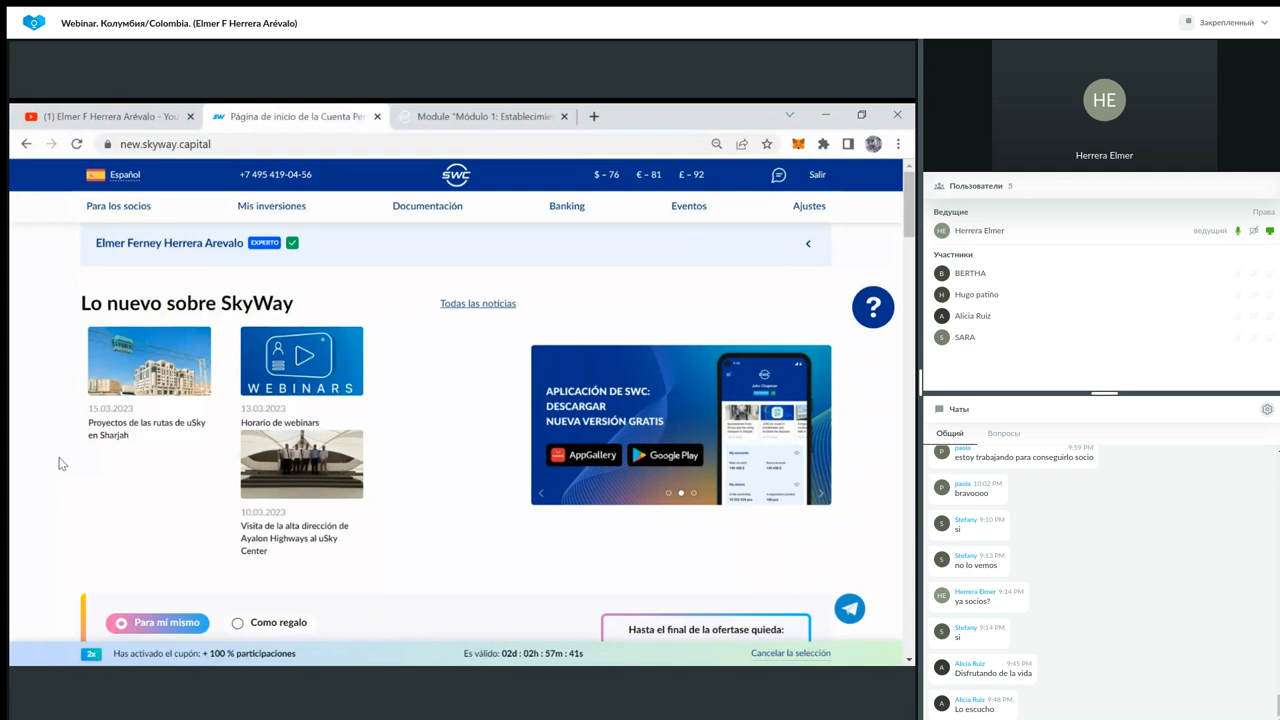 Webinar. Колумбия/Colombia. (Elmer F Herrera Arévalo)
Закрепленный
(1) Elmer F Herrera Arévalo - You
Página de inicio de la Cuenta Per
Module "Módulo 1: Establecimie
new.skyway.capital
Español
+7 495 419-04-56
SWC
$ – 76
€ – 81
£ – 92
Salir
Para los socios
Mis inversiones
Documentación
Banking
Eventos
Ajustes
Elmer Ferney Herrera Arevalo
EXPERTO
Lo nuevo sobre SkyWay
Todas las noticias
?
WEBINARS
15.03.2023
Proyectos de las rutas de uSky
en Sharjah
13.03.2023
Horario de webinars
10.03.2023
Visita de la alta dirección de
Ayalon Highways al uSky
Center
APLICACIÓN DE SWC:
DESCARGAR
NUEVA VERSIÓN GRATIS
AppGallery
Google Play
Para mí mismo
Como regalo
Hasta el final de la ofertase quieda:
2x
Has activado el cupón: + 100 % participaciones
Es válido: 02d : 02h : 57m : 41s
Cancelar la selección
HE
Herrera Elmer
Пользователи 5
Ведущие
Права
HE
Herrera Elmer
ведущий
Участники
B
BERTHA
H
Hugo patiño
A
Alicia Ruiz
S
SARA
Чаты
Общий
Вопросы
P
paola 9:59 PM
estoy trabajando para conseguirlo socio
P
paola 10:02 PM
bravoooo
S
Stefany 9:10 PM
si
S
Stefany 9:13 PM
no lo vemos
HE
Herrera Elmer 9:14 PM
ya socios?
S
Stefany 9:14 PM
si
A
Alicia Ruiz 9:45 PM
Disfrutando de la vida
A
Alicia Ruiz 9:48 PM
Lo escucho